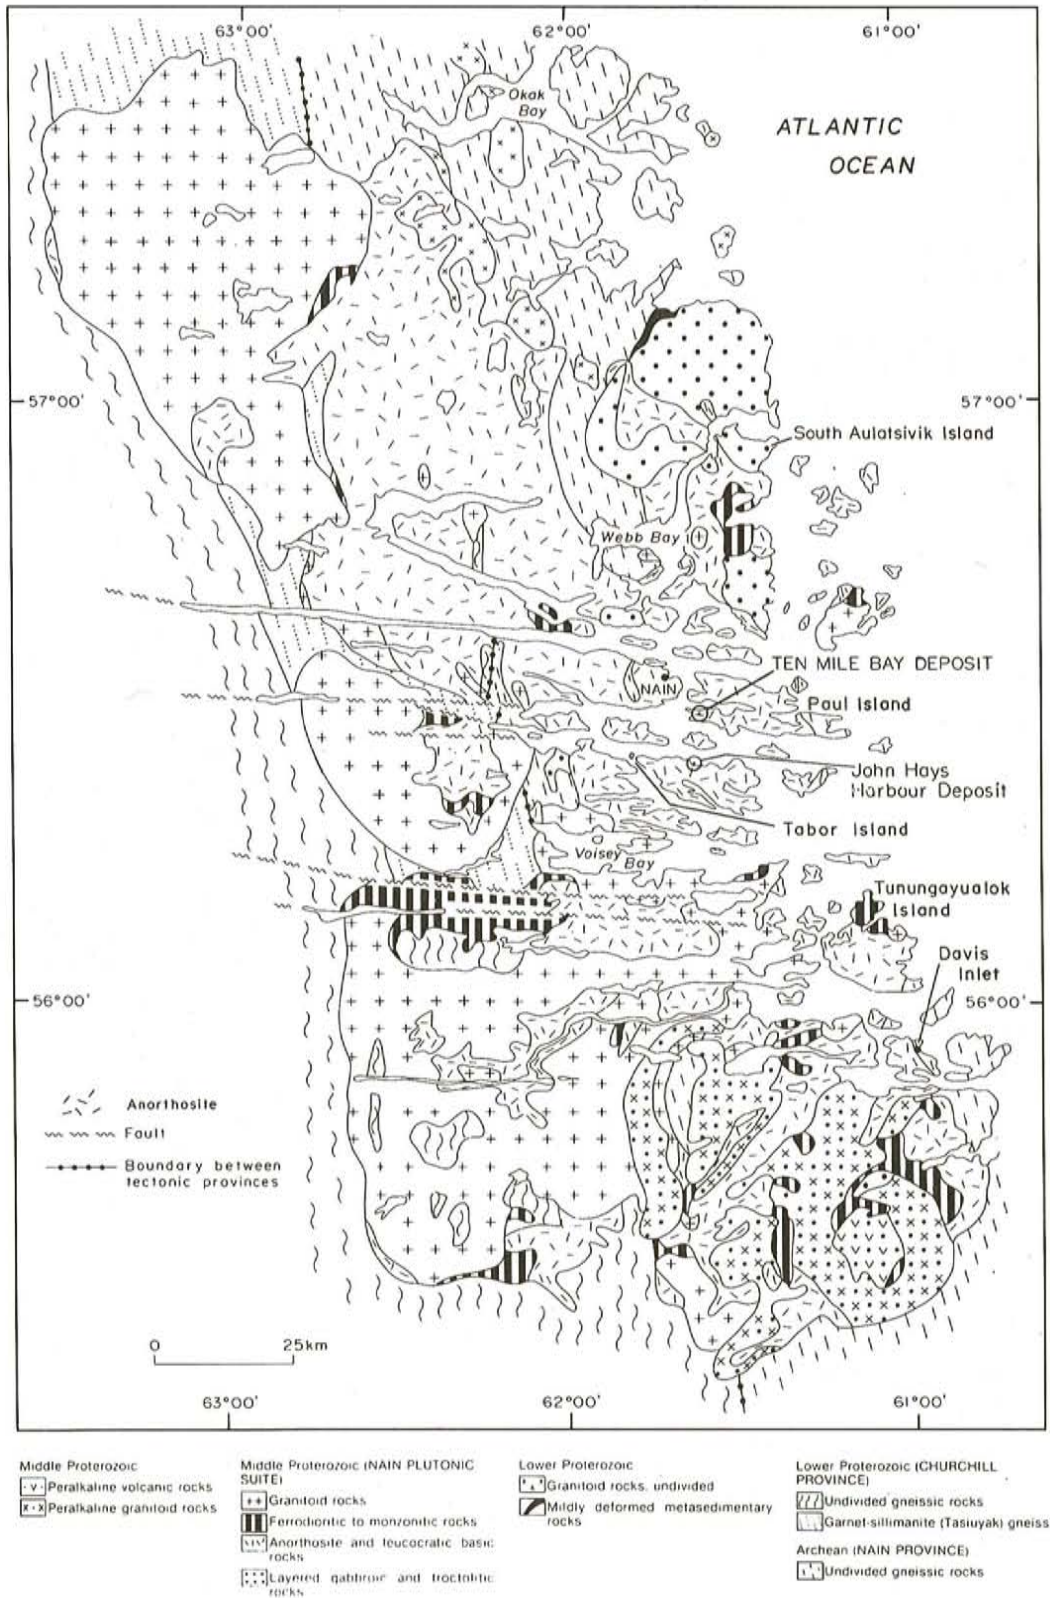 63°00' 62°00' 61°00'
Okak
Bay
ATLANTIC
OCEAN
57°00' 57°00'
South Aulatsivik Island
Webb Bay
TEN MILE BAY DEPOSIT
NAIN
Paul Island
John Hays
Harbour Deposit
Tabor Island
Voisey
Bay
Tunungayualok
Island
Davis
Inlet
56°00' 56°00'
Anorthosite
Fault
Boundary between
tectonic provinces
0 25km
63°00' 62°00' 61°00'
Middle Proterozoic
Peralkaline volcanic rocks
Peralkaline granitoid rocks
Middle Proterozoic (NAIN PLUTONIC
SUITE)
Granitoid rocks
Ferrodioritic to monzonitic rocks
Anorthosite and leucocratic basic
rocks
Layered gabbroic and troctolitic
rocks
Lower Proterozoic
Granitoid rocks, undivided
Mildly deformed metasedimentary
rocks
Lower Proterozoic (CHURCHILL
PROVINCE)
Undivided gneissic rocks
Garnet-sillimanite (Tasiuyak) gneiss
Archean (NAIN PROVINCE)
Undivided gneissic rocks